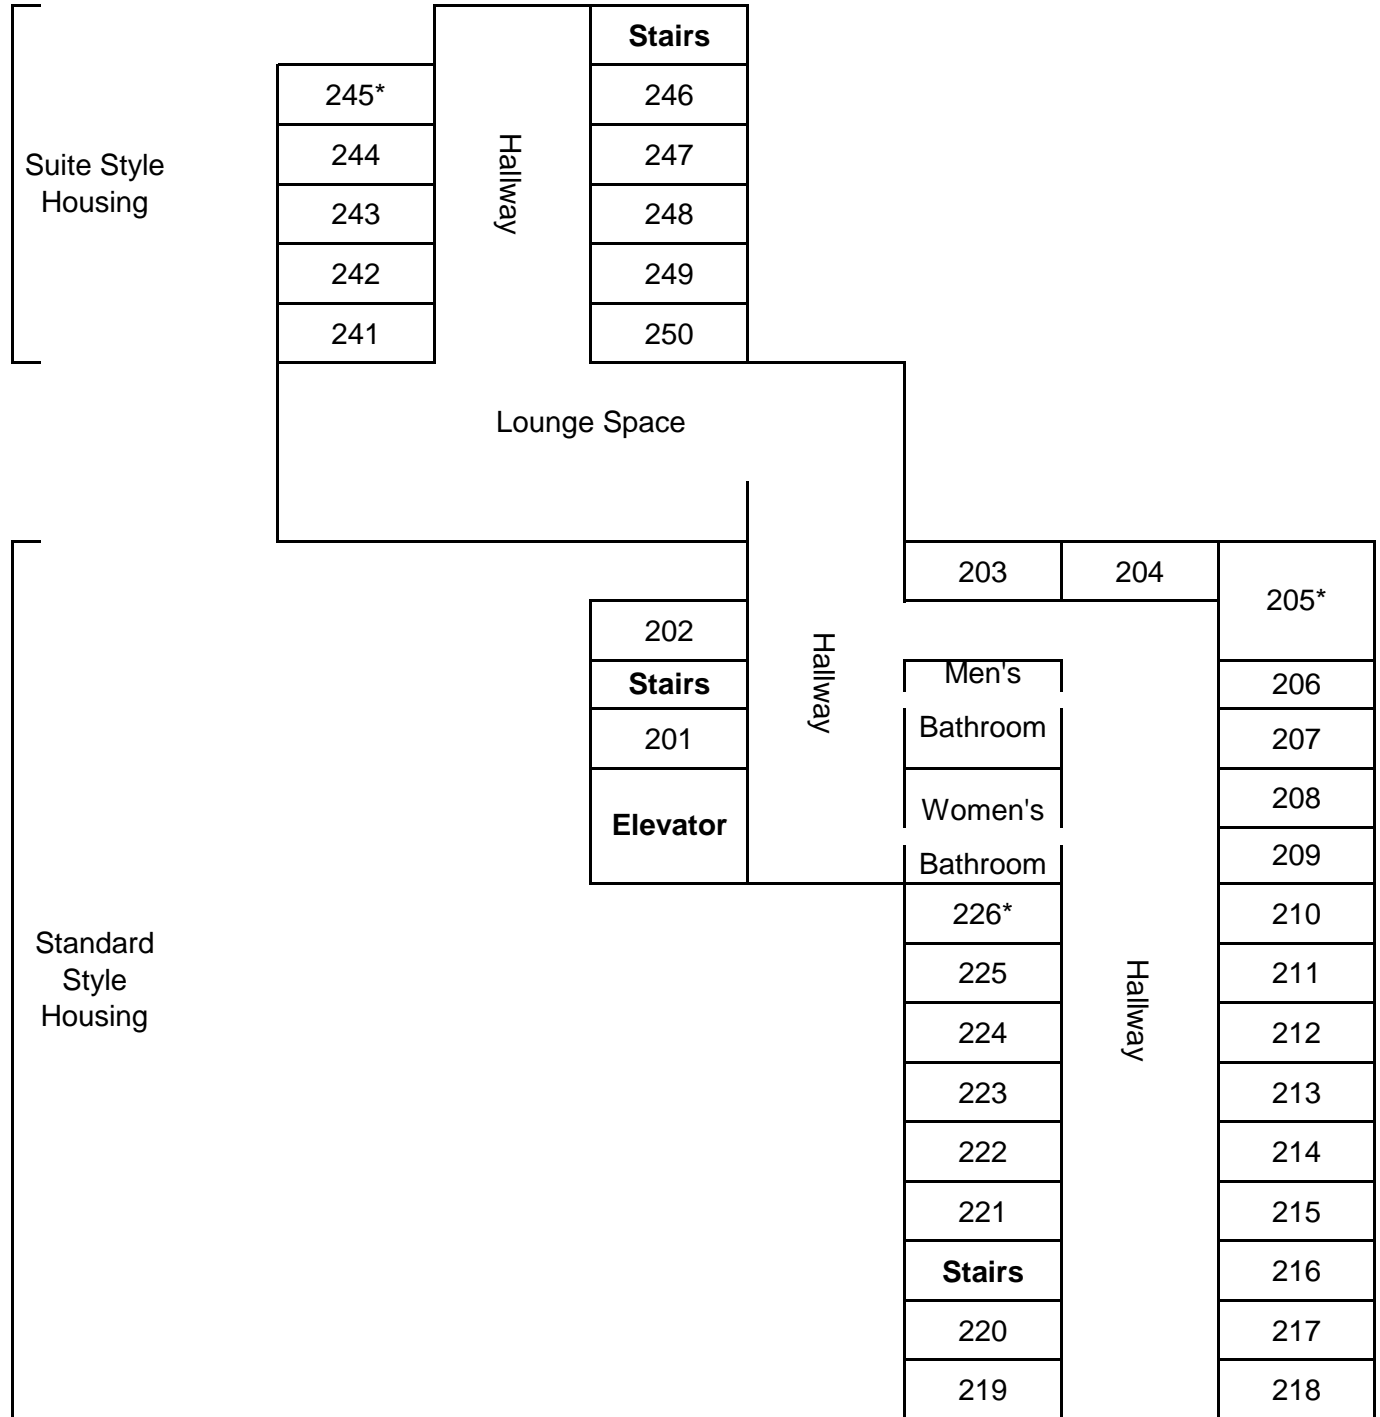 Stairs
245*
246
Suite Style
Housing
244
Hallway
247
243
248
242
249
241
250
Lounge Space
203
204
205*
202
Hallway
Men's
Bathroom
Stairs
206
201
207
Elevator
Women's
Bathroom
208
209
Standard
Style
Housing
226*
210
225
Hallway
211
224
212
223
213
222
214
221
215
Stairs
216
220
217
219
218